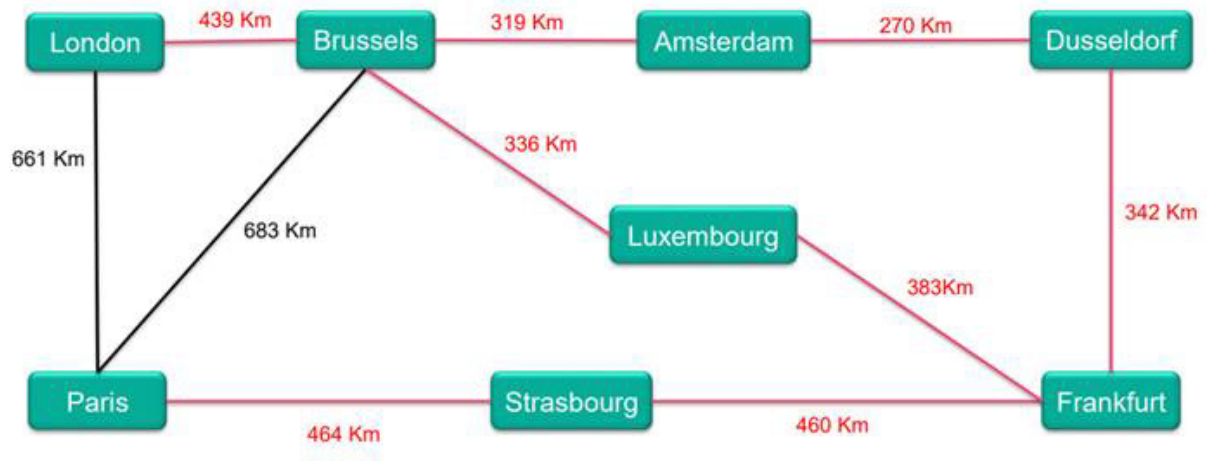 439 Km
319 Km
270 Km
London
Brussels
Amsterdam
Dusseldorf
661 Km
336 Km
683 Km
342 Km
Luxembourg
383Km
Paris
Strasbourg
Frankfurt
464 Km
460 Km